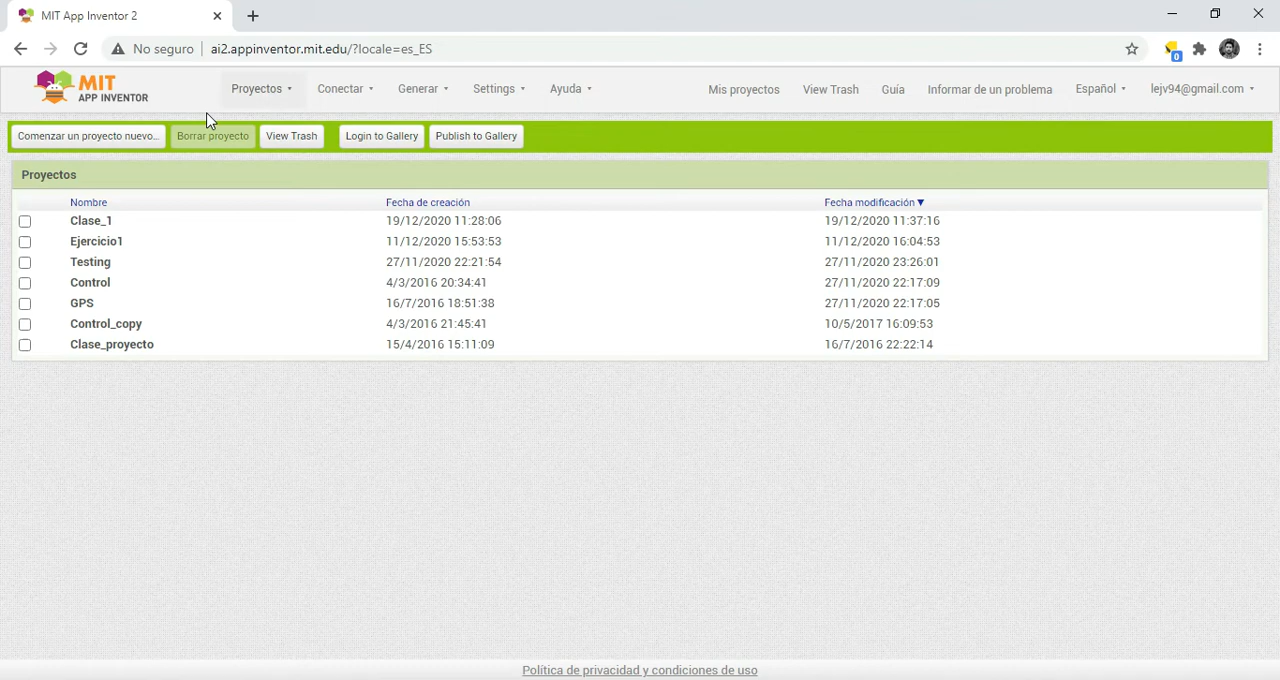 MIT App Inventor 2
No seguro ai2.appinventor.mit.edu/?locale=es_ES 0
MIT
APP INVENTOR
Proyectos Conectar Generar Settings Ayuda Mis proyectos View Trash Guía Informar de un problema Español lejv94@gmail.com
Comenzar un proyecto nuevo... Borrar proyecto View Trash Login to Gallery Publish to Gallery
Proyectos
Nombre Fecha de creación Fecha modificación
Clase_1 19/12/2020 11:28:06 19/12/2020 11:37:16
Ejercicio1 11/12/2020 15:53:53 11/12/2020 16:04:53
Testing 27/11/2020 22:21:54 27/11/2020 23:26:01
Control 4/3/2016 20:34:41 27/11/2020 22:17:09
GPS 16/7/2016 18:51:38 27/11/2020 22:17:05
Control_copy 4/3/2016 21:45:41 10/5/2017 16:09:53
Clase_proyecto 15/4/2016 15:11:09 16/7/2016 22:22:14
Política de privacidad y condiciones de uso